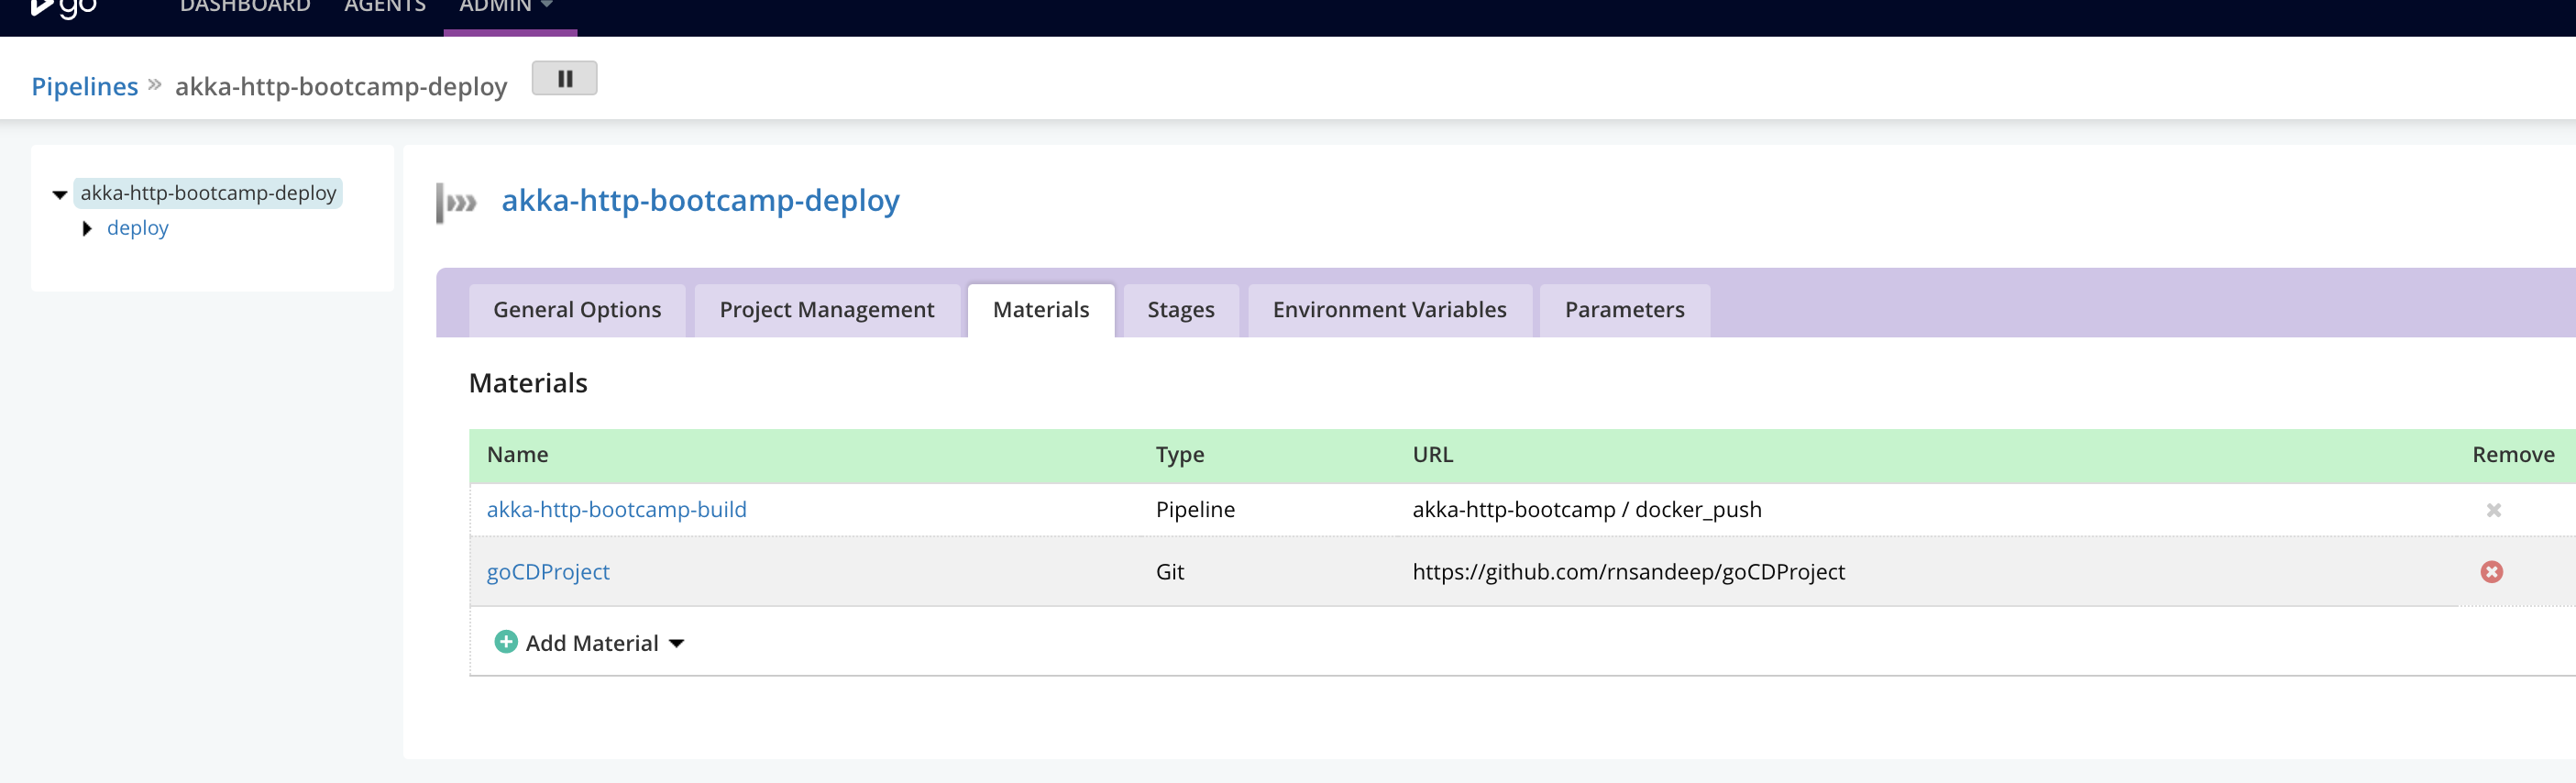 go DASHBOARD AGENTS ADMIN
Pipelines » akka-http-bootcamp-deploy
akka-http-bootcamp-deploy
deploy
akka-http-bootcamp-deploy
General Options Project Management Materials Stages Environment Variables Parameters
Materials
Name Type URL Remove
akka-http-bootcamp-build Pipeline akka-http-bootcamp / docker_push
goCDProject Git https://github.com/rnsandeep/goCDProject
Add Material